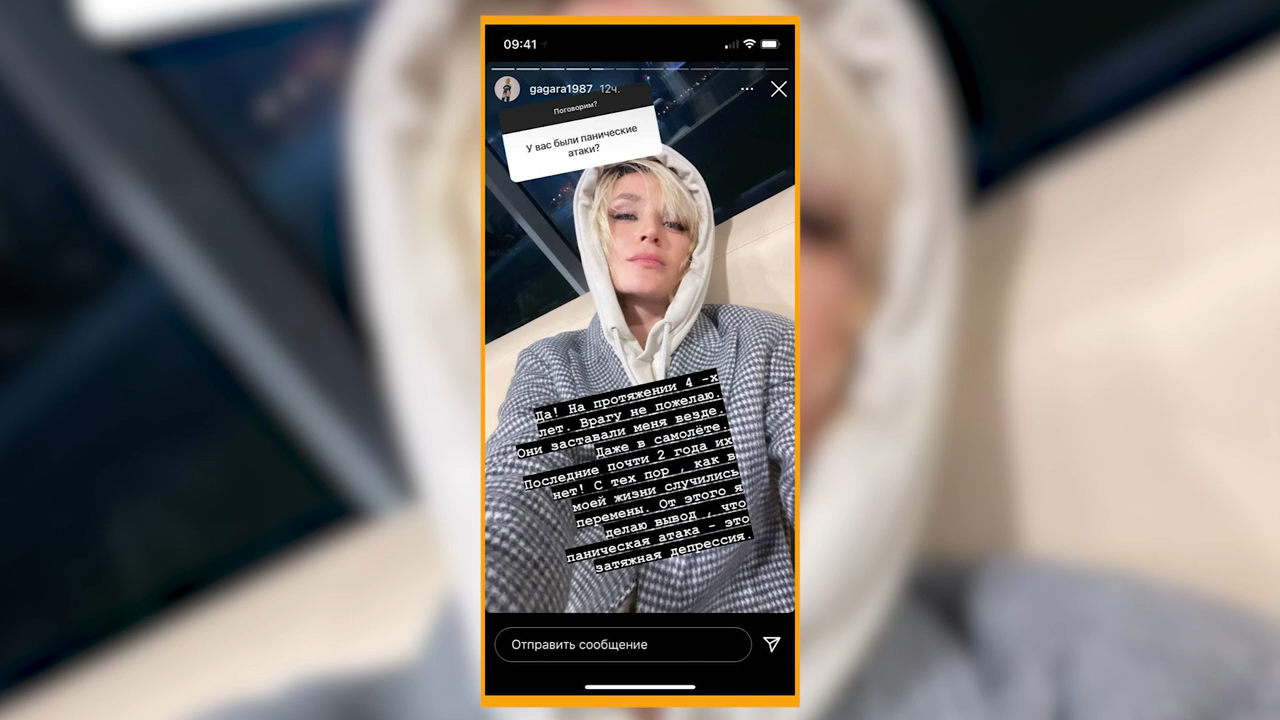 09:41
gagara1987 12ч.
Поговорим?
У вас были панические
атаки?
Да! На протяжении 4 -х
лет. Врагу не пожелаю.
Они заставали меня везде.
Даже в самолёте.
Последние почти 2 года их
нет! С тех пор , как в
моей жизни случились
перемены. От этого я
делаю вывод , что
паническая атака - это
затяжная депрессия.
Отправить сообщение